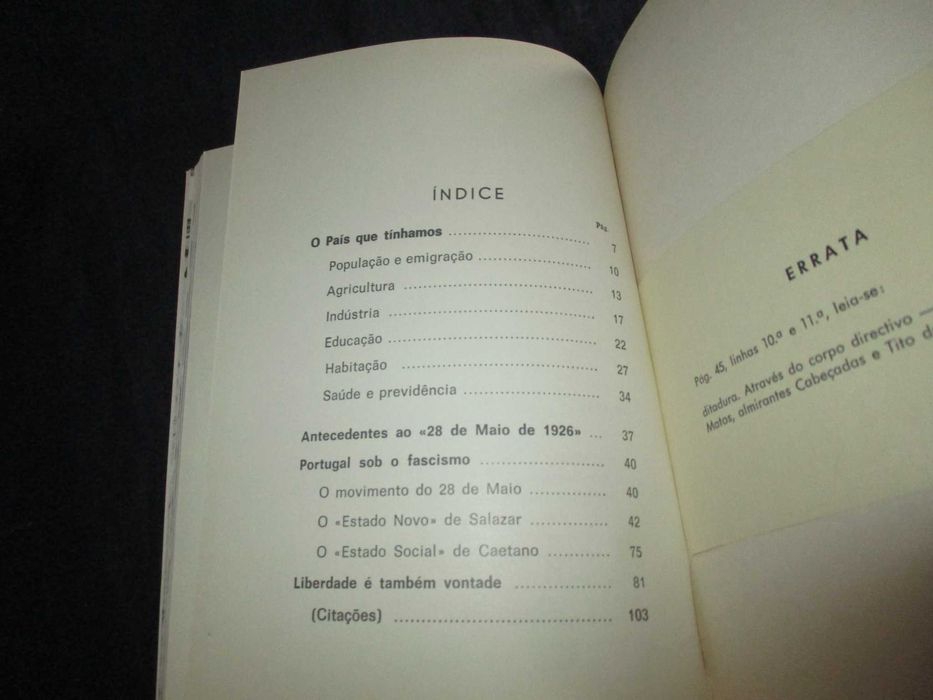 ÍNDICE
Pág.
O País que tínhamos ........................ 7
População e emigração .................... 10
Agricultura .................................. 13
Indústria .................................... 17
Educação .................................... 22
Habitação .............................. 27
Saúde e previdência ........................ 34
Antecedentes ao «28 de Maio de 1926» ... 37
Portugal sob o fascismo .................... 40
O movimento do 28 de Maio ............. 40
O «Estado Novo» de Salazar ............. 42
O «Estado Social» de Caetano .......... 75
Liberdade é também vontade ................ 81
(Citações) ................................... 103
ERRATA
Pág. 45, linhas 10.ª e 11.ª, leia-se:
ditadura. Através do corpo directivo —
Matos, almirantes Cabeçadas e Tito d